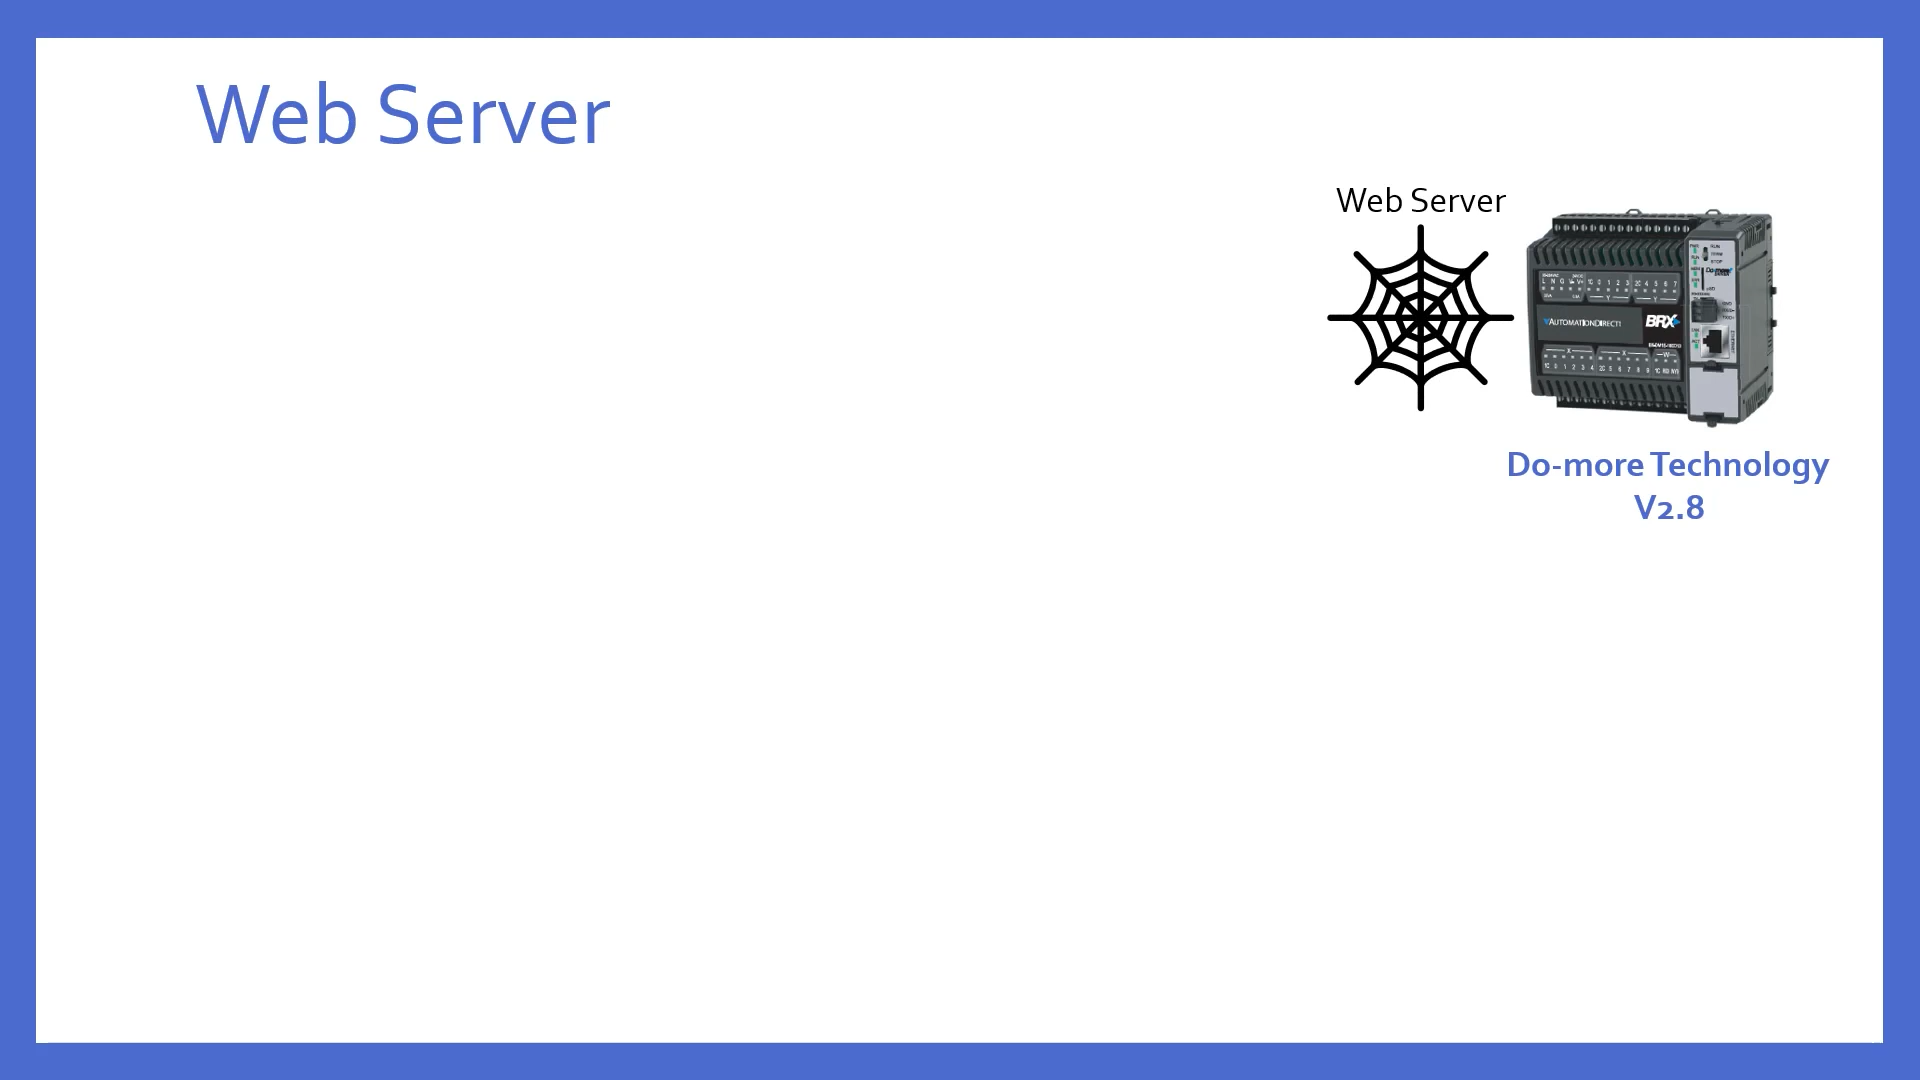 Web Server
Web Server
AUTOMATIONDIRECT
BRX
Do-more Technology
V2.8